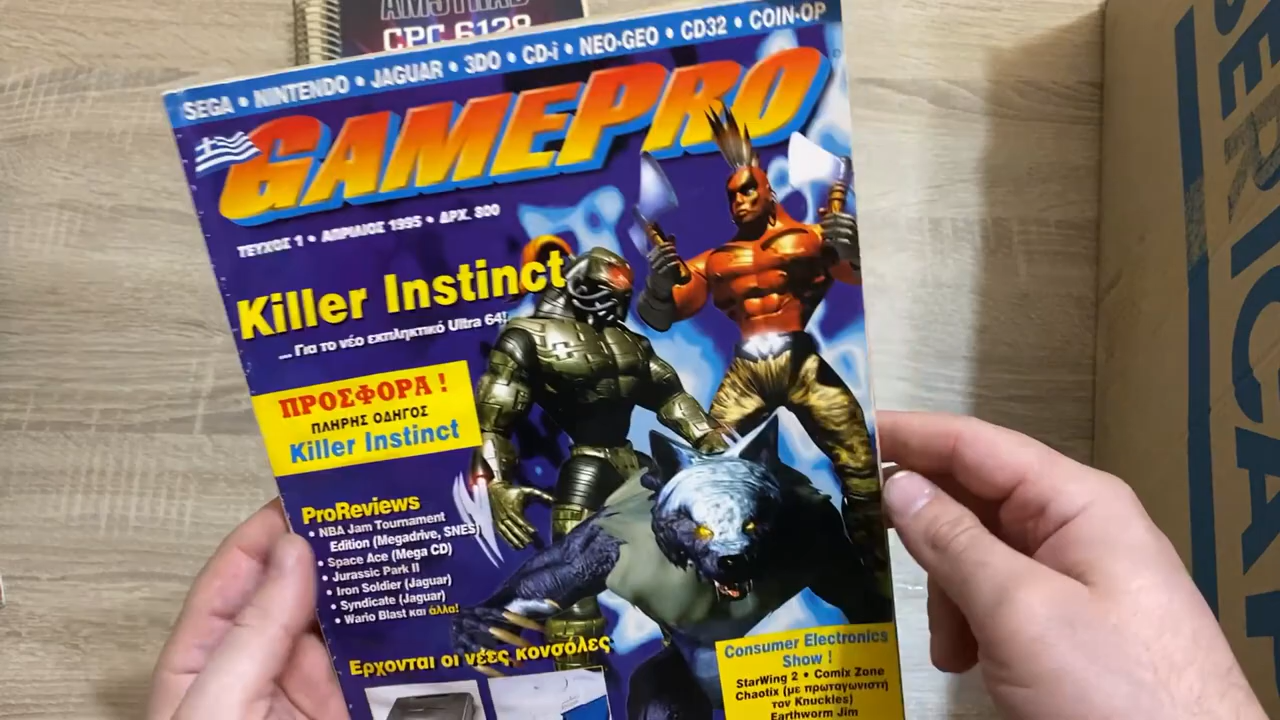 AMSTRAD
CPC 6128
SEGA • NINTENDO • JAGUAR • 3DO • CD-i • NEO•GEO • CD32 • COIN•OP
GAMEPRO
ΤΕΥΧΟΣ 1 • ΑΠΡΙΛΙΟΣ 1995 • ΔΡΧ. 800
Killer Instinct
... Για το νέο εκπληκτικό Ultra 64!
ΠΡΟΣΦΟΡΑ !
ΠΛΗΡΗΣ ΟΔΗΓΟΣ
Killer Instinct
ProReviews
• NBA Jam Tournament
Edition (Megadrive, SNES)
• Space Ace (Mega CD)
• Jurassic Park II
• Iron Soldier (Jaguar)
• Syndicate (Jaguar)
• Wario Blast και άλλα!
Ερχονται οι νέες κονσόλες
Consumer Electronics
Show !
StarWing 2 • Comix Zone
Chaotix (με πρωταγωνιστή
τον Knuckles)
Earthworm Jim